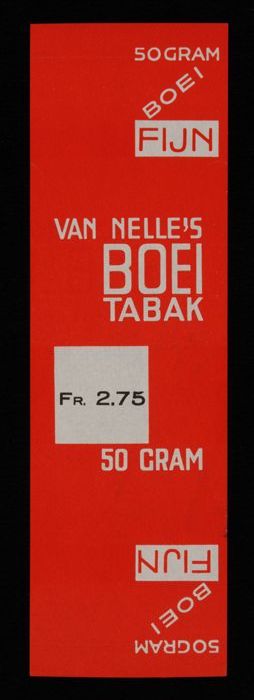 50GRAM
BOEI
FIJN
VAN NELLE'S
BOEI
TABAK
FR. 2.75
50 GRAM
FIJN
BOEI
50GRAM